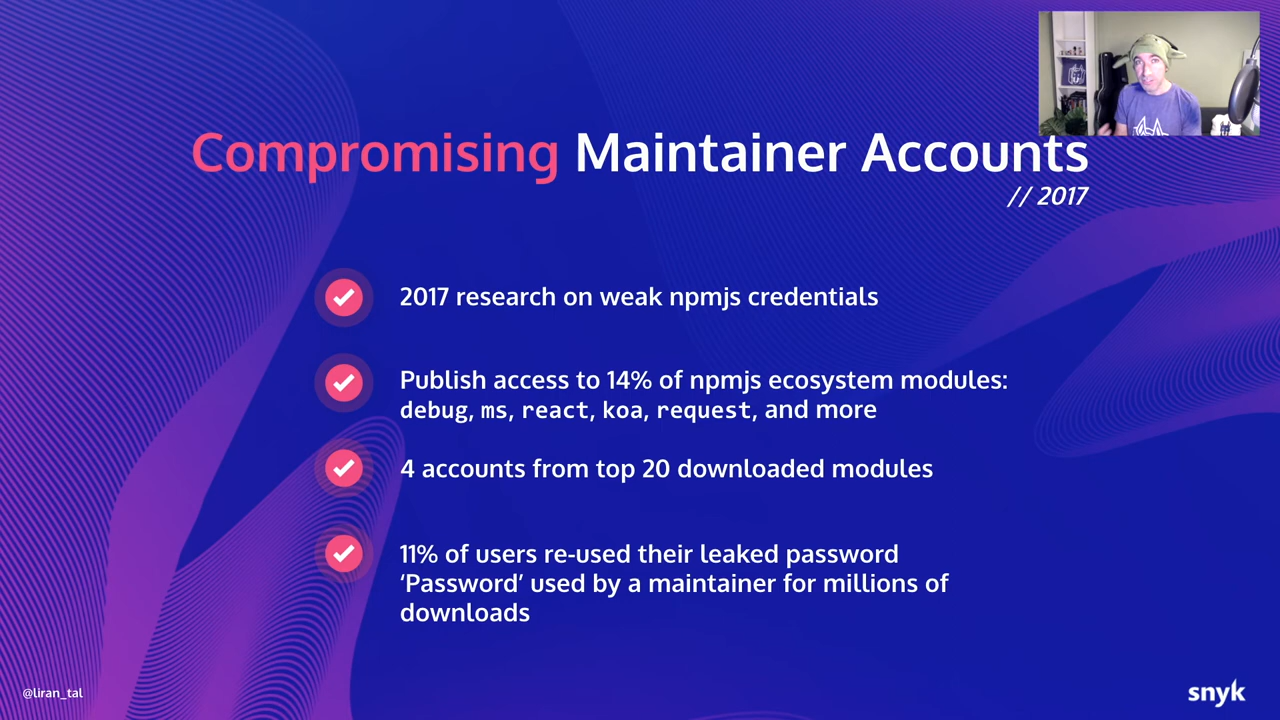 Compromising Maintainer Accounts
// 2017
2017 research on weak npmjs credentials
Publish access to 14% of npmjs ecosystem modules:
debug, ms, react, koa, request, and more
4 accounts from top 20 downloaded modules
11% of users re-used their leaked password
‘Password’ used by a maintainer for millions of
downloads
@liran_tal
snyk